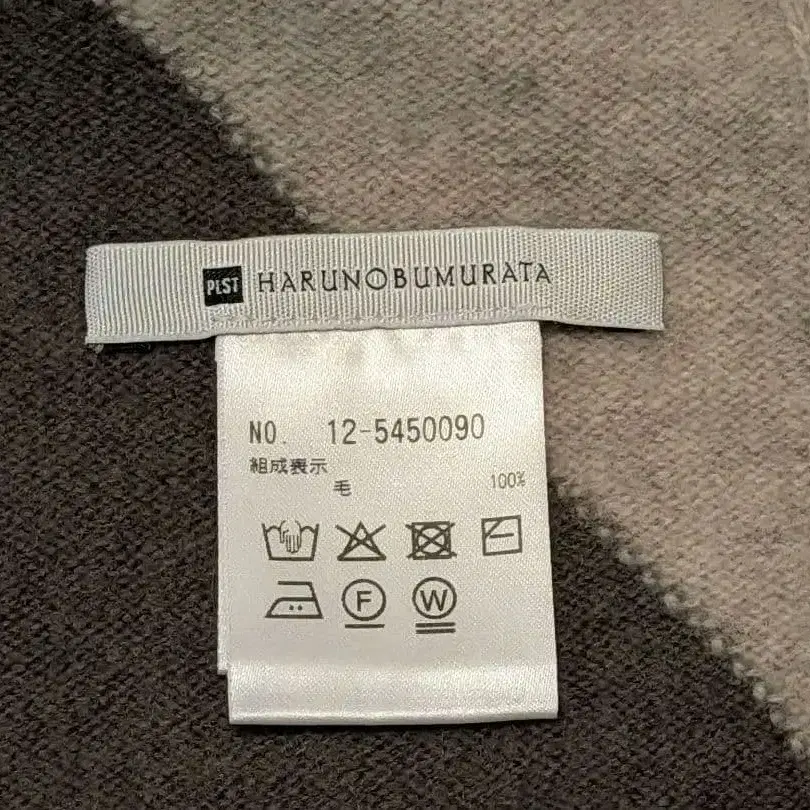 PLST HARUNOBUMURATA
NO. 12-5450090
組成表示
毛 100%
F W